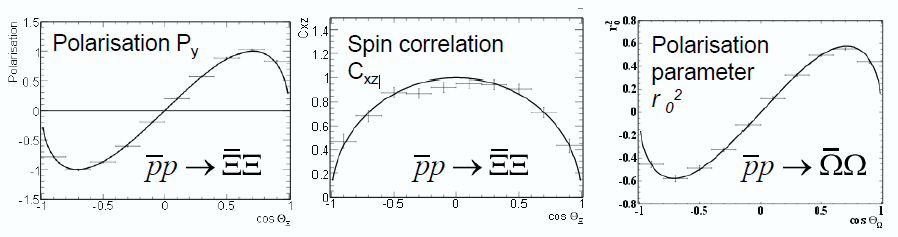 Polarisation P_y
Polarisation
1.5
1
0.5
0
-0.5
-1
-1.5
p̅p → Ξ̅Ξ
-1 -0.5 0 0.5 1
cos Θ_Ξ
Spin correlation
C_xz|
Cxz
1.4
1.2
1
0.8
0.6
0.4
0.2
0
p̅p → Ξ̅Ξ
-1 -0.5 0 0.5 1
cos Θ_Ξ
Polarisation
parameter
r_0^2
r_0^2
0.8
0.6
0.4
0.2
0
-0.2
-0.4
-0.6
-0.8
p̅p → Ω̅Ω
-1 -0.5 0 0.5 1
cos Θ_Ω